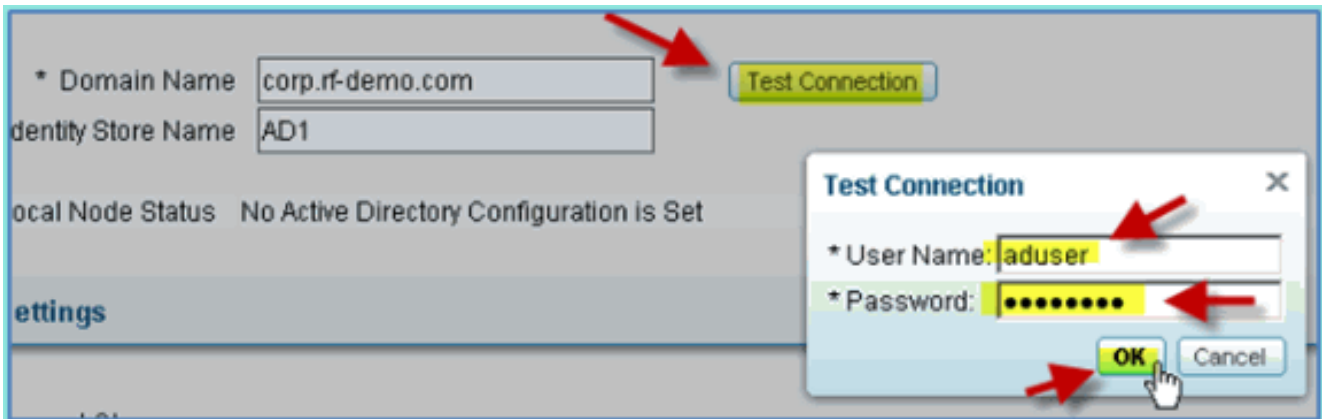 * Domain Name corp.rf-demo.com Test Connection
dentity Store Name AD1
ocal Node Status No Active Directory Configuration is Set
ettings
Test Connection
* User Name: aduser
* Password: ●●●●●●●●
OK Cancel